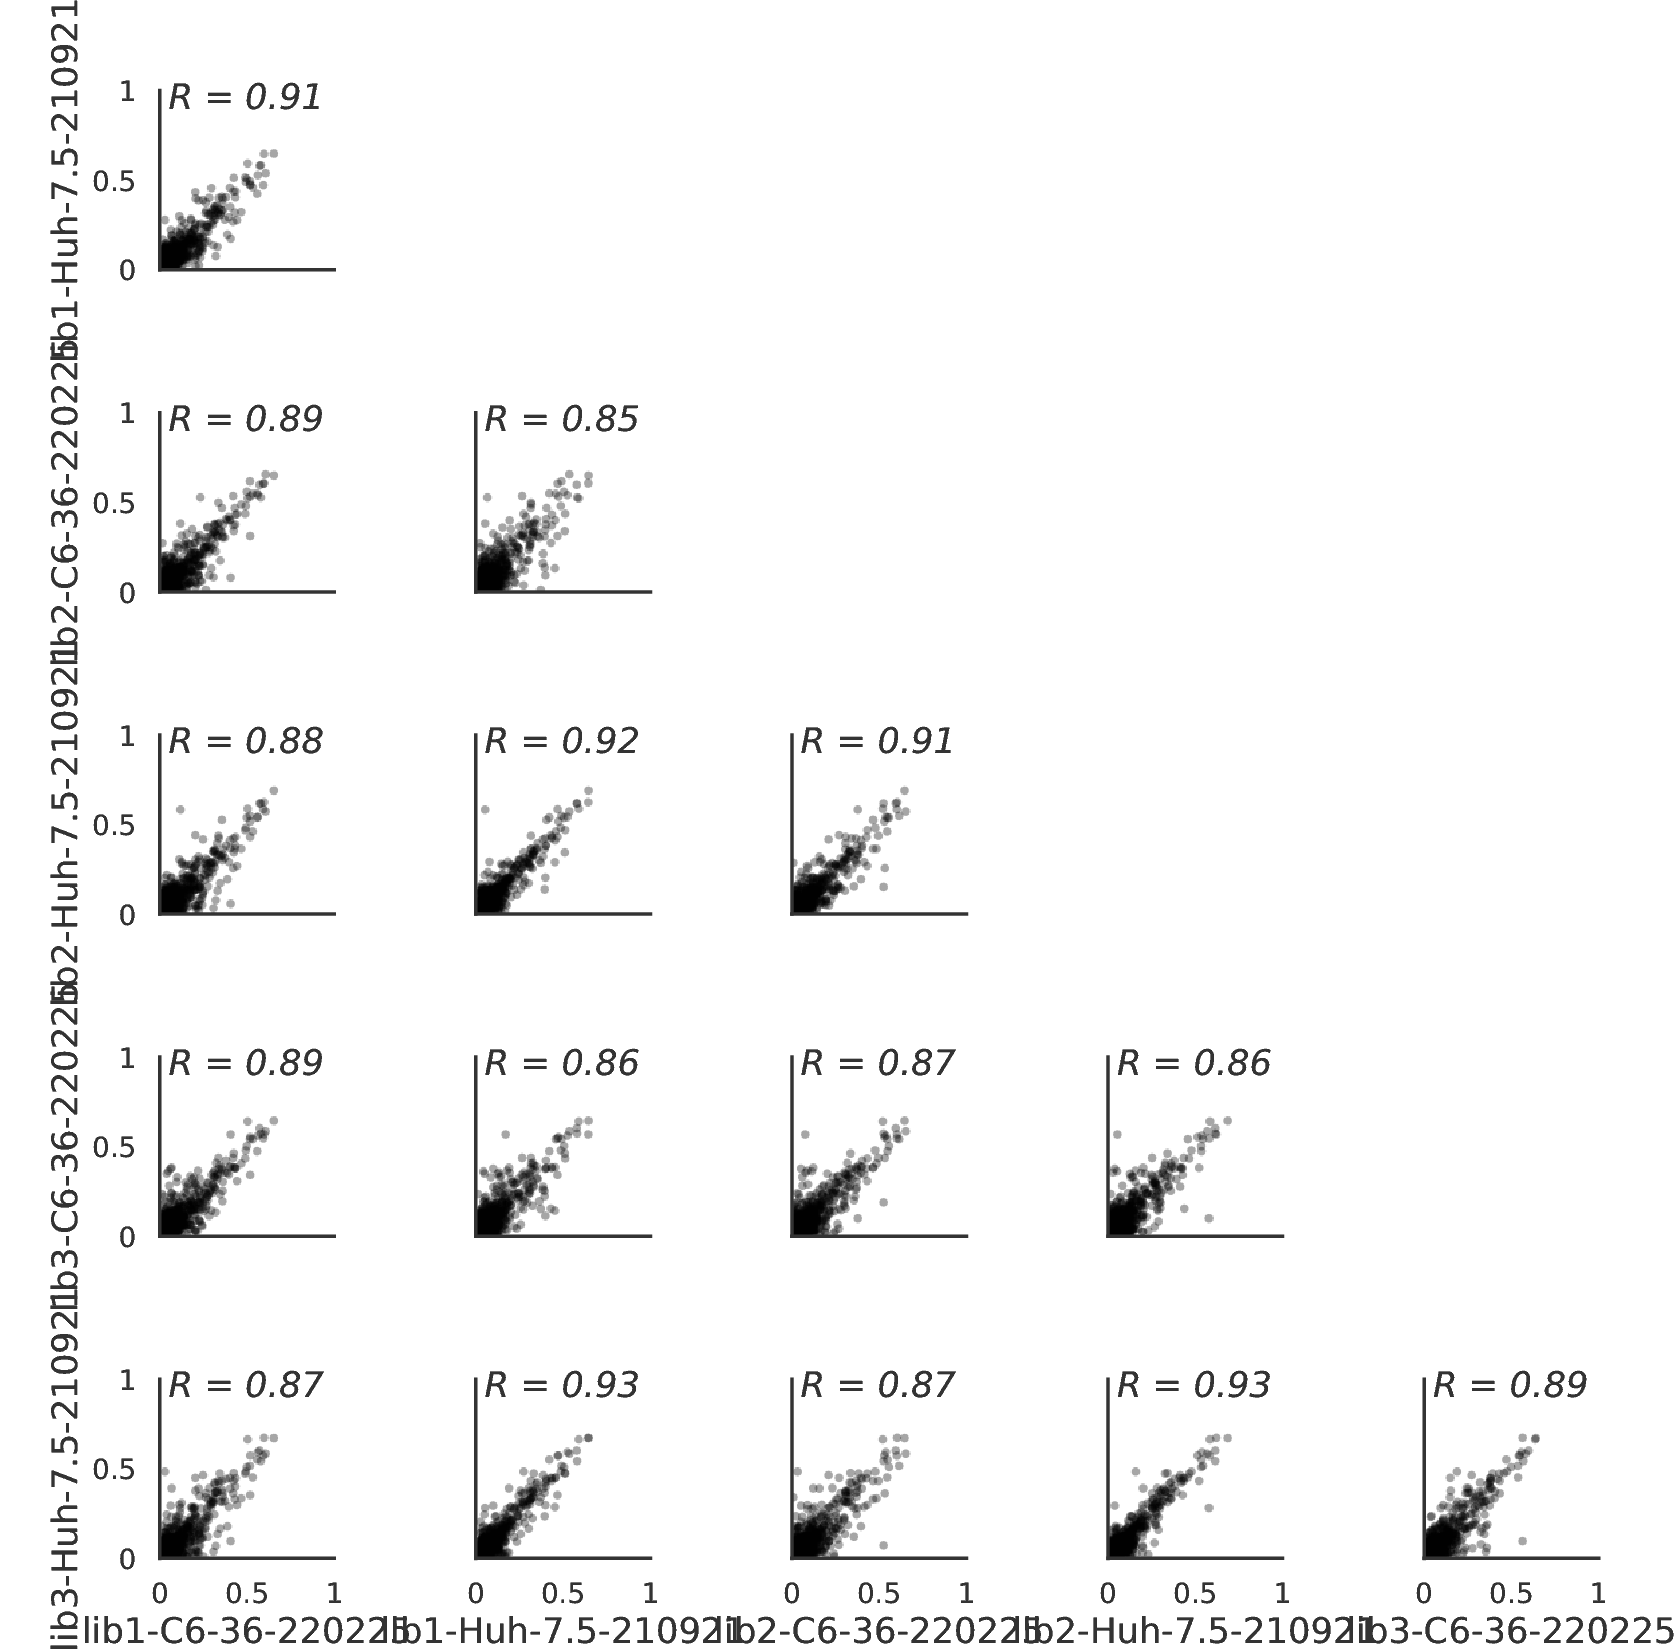 lib1-Huh-7.5-210921
1
0.5
0
R = 0.91
lib2-C6-36-220225
1
0.5
0
R = 0.89
R = 0.85
lib2-Huh-7.5-210921
1
0.5
0
R = 0.88
R = 0.92
R = 0.91
lib3-C6-36-220225
1
0.5
0
R = 0.89
R = 0.86
R = 0.87
R = 0.86
lib3-Huh-7.5-210921
1
0.5
0
R = 0.87
R = 0.93
R = 0.87
R = 0.93
R = 0.89
0 0.5 1
0 0.5 1
0 0.5 1
0 0.5 1
0 0.5 1
lib1-C6-36-220225
lib1-Huh-7.5-210921
lib2-C6-36-220225
lib2-Huh-7.5-210921
lib3-C6-36-220225